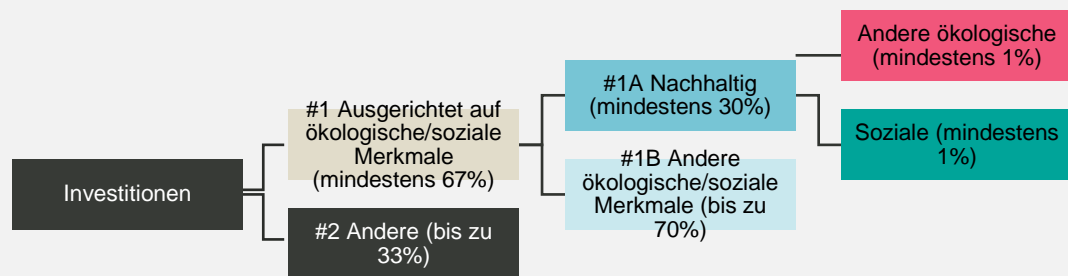 Investitionen
#1 Ausgerichtet auf
ökologische/soziale
Merkmale
(mindestens 67%)
#2 Andere (bis zu
33%)
#1A Nachhaltig
(mindestens 30%)
#1B Andere
ökologische/soziale
Merkmale (bis zu
70%)
Andere ökologische
(mindestens 1%)
Soziale (mindestens
1%)